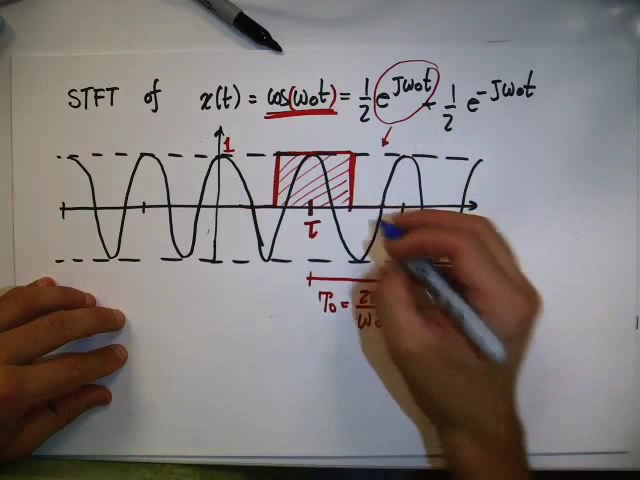 STFT of x(t) = cos(ω₀t) = 1/2 e^{Jω₀t} + 1/2 e^{-Jω₀t}
1
τ
T₀ = 2π/ω₀